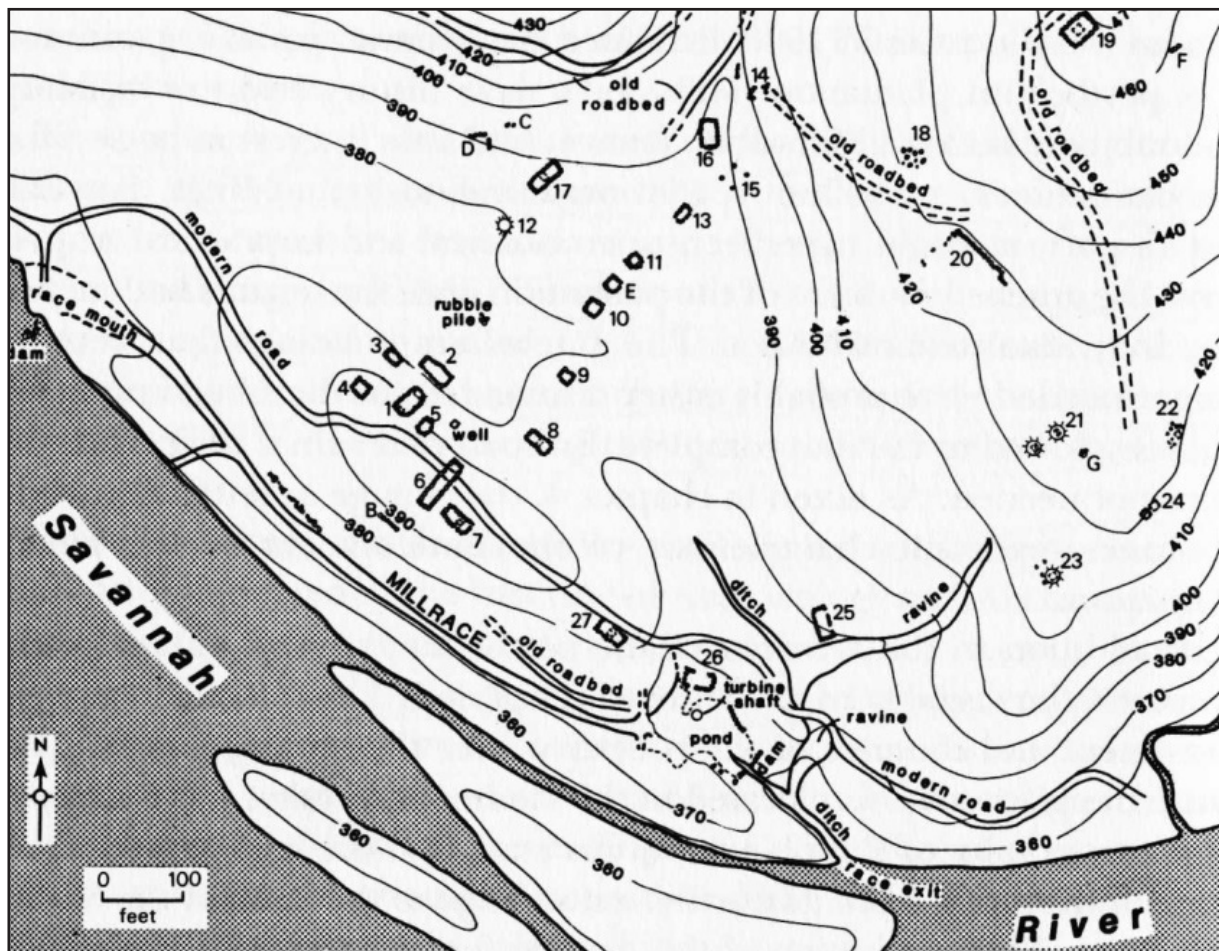 430
420
410
400
390
380
old
roadbed
C
D
14
16
15
17
12
13
11
E
10
9
8
18
19
F
old roadbed
old roadbed
20
460
450
440
430
420
410
400
390
380
370
360
390
400
410
420
modern
road
race mouth
dam
rubble
pile
3
2
4
1
5
well
6
7
B
390
380
21
22
G
24
23
MILLRACE
old roadbed
27
ditch
25
ravine
26
turbine
shaft
pond
dam
ravine
modern road
ditch
race exit
370
360
360
360
Savannah
River
N
0 100
feet